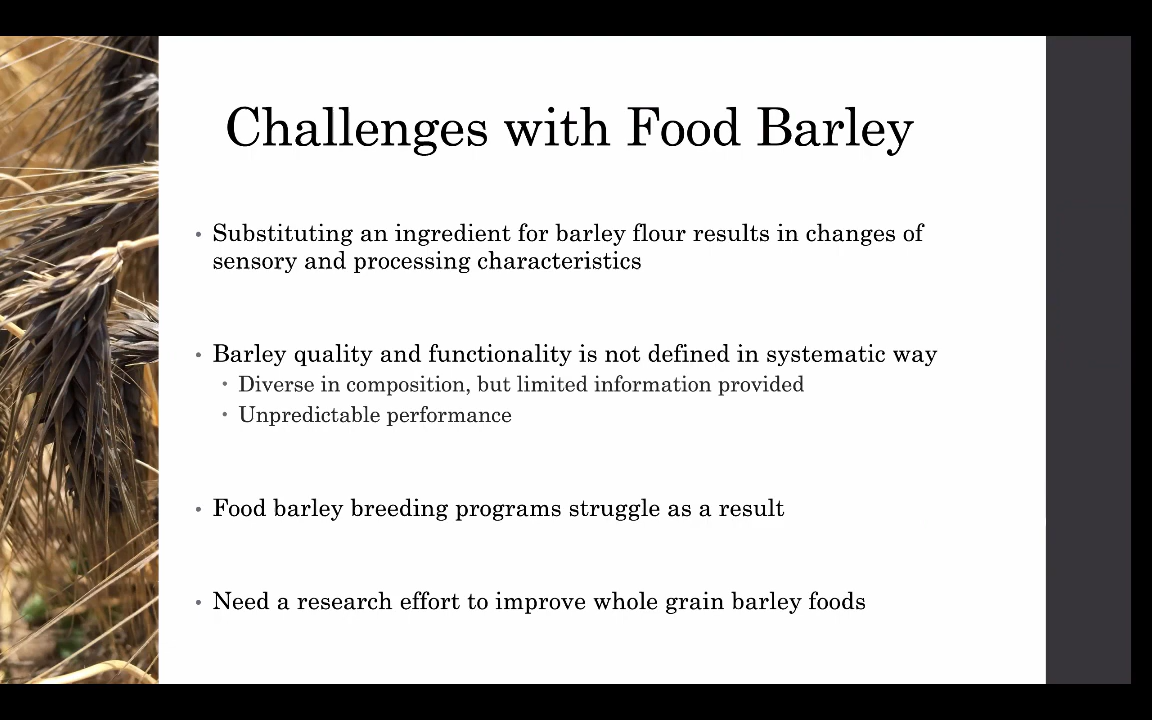 Challenges with Food Barley
• Substituting an ingredient for barley flour results in changes of
sensory and processing characteristics
• Barley quality and functionality is not defined in systematic way
• Diverse in composition, but limited information provided
• Unpredictable performance
• Food barley breeding programs struggle as a result
• Need a research effort to improve whole grain barley foods